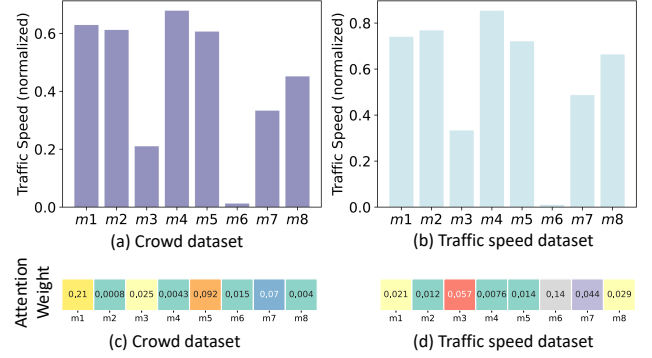 Traffic Speed (normalized)
0.6
0.4
0.2
0.0
m1 m2 m3 m4 m5 m6 m7 m8
(a) Crowd dataset
Traffic Speed (normalized)
0.8
0.6
0.4
0.2
0.0
m1 m2 m3 m4 m5 m6 m7 m8
(b) Traffic speed dataset
Attention
Weight
0,21 0,0008 0,025 0,0043 0,092 0,015 0,07 0,004
m1 m2 m3 m4 m5 m6 m7 m8
(c) Crowd dataset
0,021 0,012 0,057 0,0076 0,014 0,14 0,044 0,029
m1 m2 m3 m4 m5 m6 m7 m8
(d) Traffic speed dataset